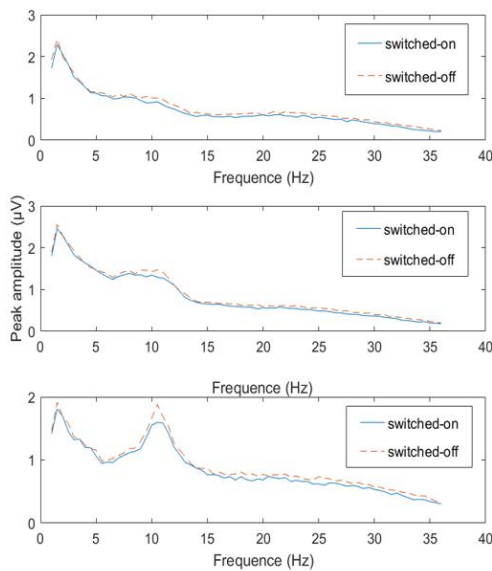 3
2
1
0
switched-on
switched-off
0 5 10 15 20 25 30 35 40
Frequence (Hz)
Peak amplitude (μV)
3
2
1
0
switched-on
switched-off
0 5 10 15 20 25 30 35 40
Frequence (Hz)
2
1
0
switched-on
switched-off
0 5 10 15 20 25 30 35 40
Frequence (Hz)